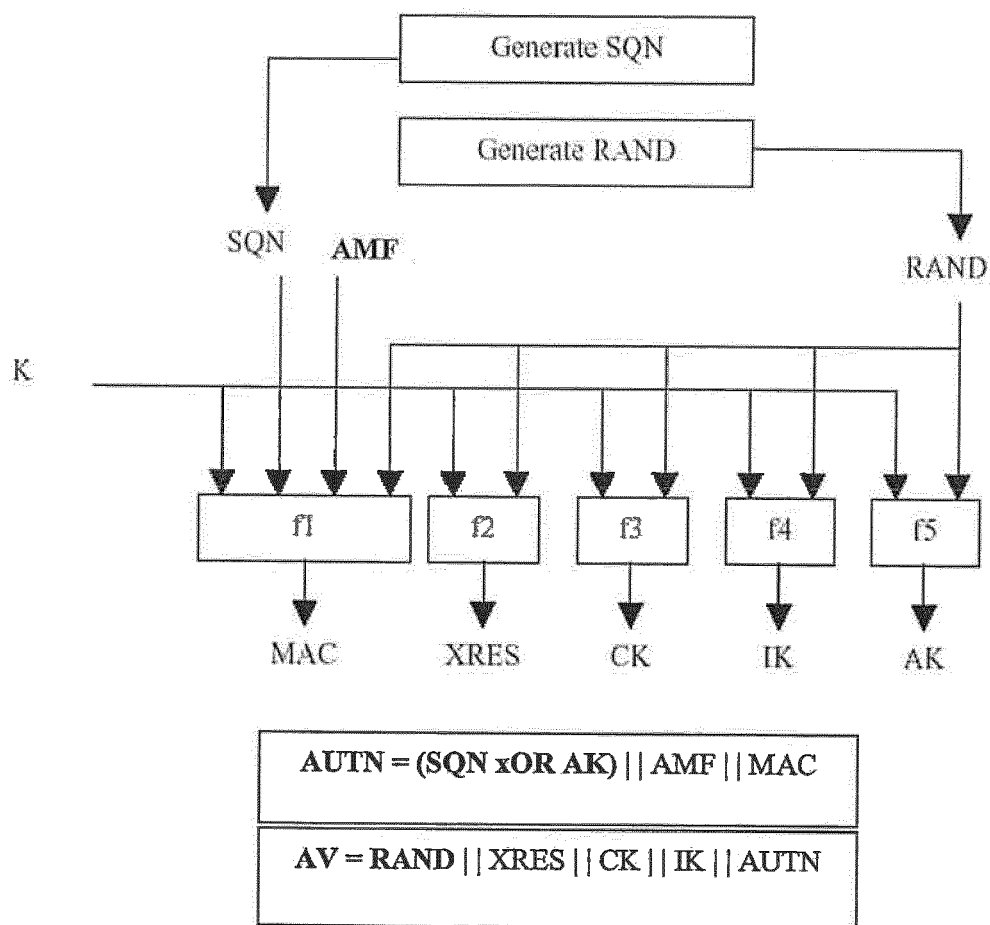 Generate SQN
Generate RAND
SQN
AMF
RAND
K
f1
f2
f3
f4
f5
MAC
XRES
CK
IK
AK
AUTN = (SQN xOR AK) || AMF || MAC
AV = RAND || XRES || CK || IK || AUTN